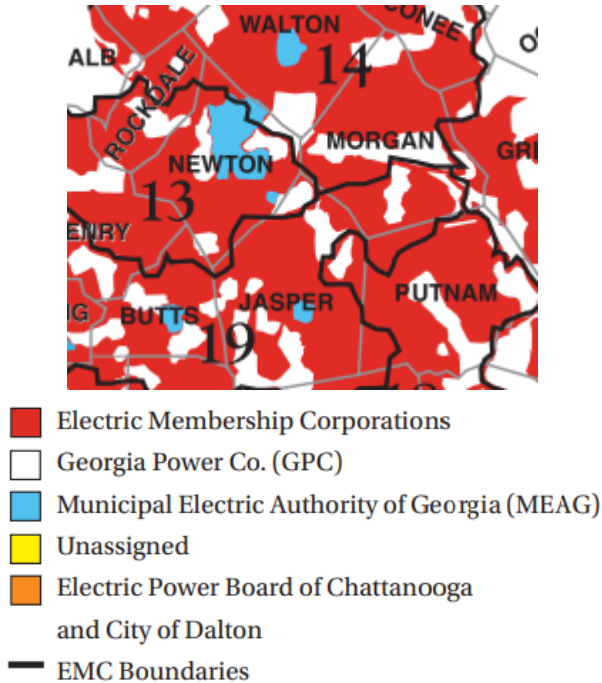 WALTON
CONEE
ALB
14
ROCKDALE
MORGAN
NEWTON
GRE
13
ENRY
PUTNAM
JASPER
IG
BUTTS
19
Electric Membership Corporations
Georgia Power Co. (GPC)
Municipal Electric Authority of Georgia (MEAG)
Unassigned
Electric Power Board of Chattanooga
and City of Dalton
EMC Boundaries